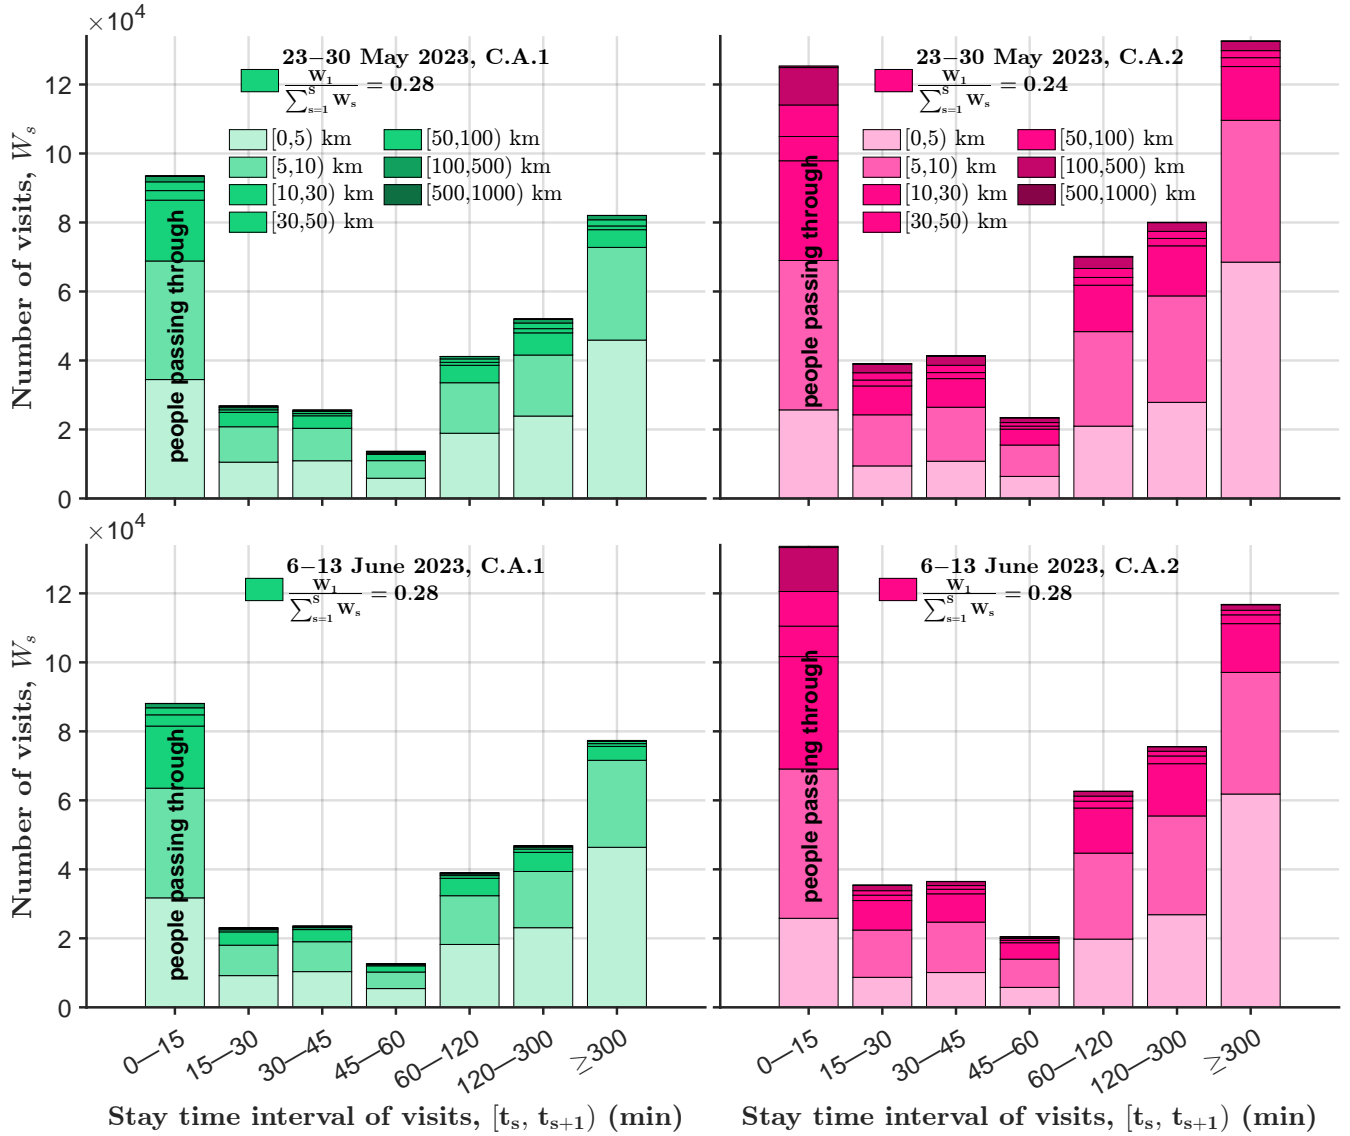 ×10⁴
23–30 May 2023, C.A.1
W₁ / ∑ₛ₌₁ˢ Wₛ = 0.28
[0,5) km
[50,100) km
[5,10) km
[100,500) km
[10,30) km
[500,1000) km
[30,50) km
people passing through
Number of visits, Wₛ
12
10
8
6
4
2
0
23–30 May 2023, C.A.2
W₁ / ∑ₛ₌₁ˢ Wₛ = 0.24
[0,5) km
[50,100) km
[5,10) km
[100,500) km
[10,30) km
[500,1000) km
[30,50) km
people passing through
×10⁴
6–13 June 2023, C.A.1
W₁ / ∑ₛ₌₁ˢ Wₛ = 0.28
people passing through
Number of visits, Wₛ
12
10
8
6
4
2
0
0—15
15—30
30—45
45—60
60—120
120—300
≥300
Stay time interval of visits, [tₛ, tₛ₊₁) (min)
6–13 June 2023, C.A.2
W₁ / ∑ₛ₌₁ˢ Wₛ = 0.28
people passing through
0—15
15—30
30—45
45—60
60—120
120—300
≥300
Stay time interval of visits, [tₛ, tₛ₊₁) (min)